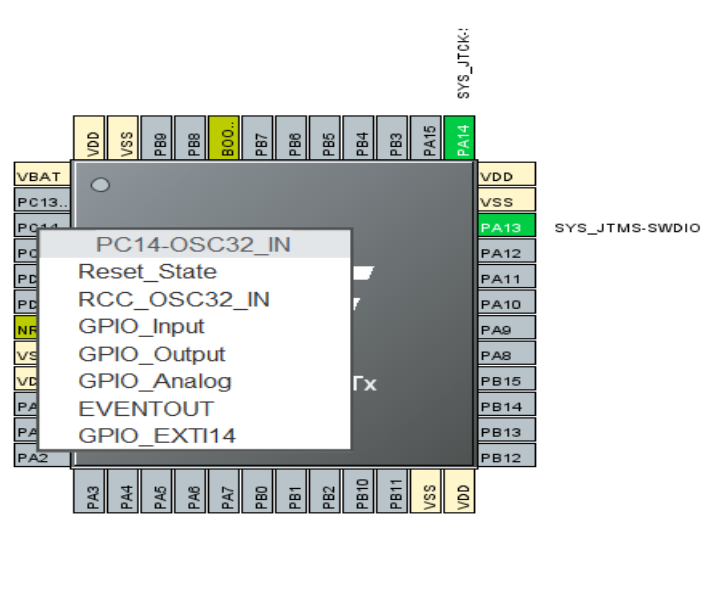 SYS_JTCK-
VDD
VSS
PB9
PB8
BOO..
PB7
PB6
PB5
PB4
PB3
PA15
PA14
VBAT
PC13..
PC14
PC14-OSC32_IN
Reset_State
RCC_OSC32_IN
GPIO_Input
GPIO_Output
GPIO_Analog
EVENTOUT
GPIO_EXTI14
PA2
Tx
VDD
VSS
PA13 SYS_JTMS-SWDIO
PA12
PA11
PA10
PA9
PA8
PB15
PB14
PB13
PB12
PA3
PA4
PA5
PA6
PA7
PB0
PB1
PB2
PB10
PB11
VSS
VDD